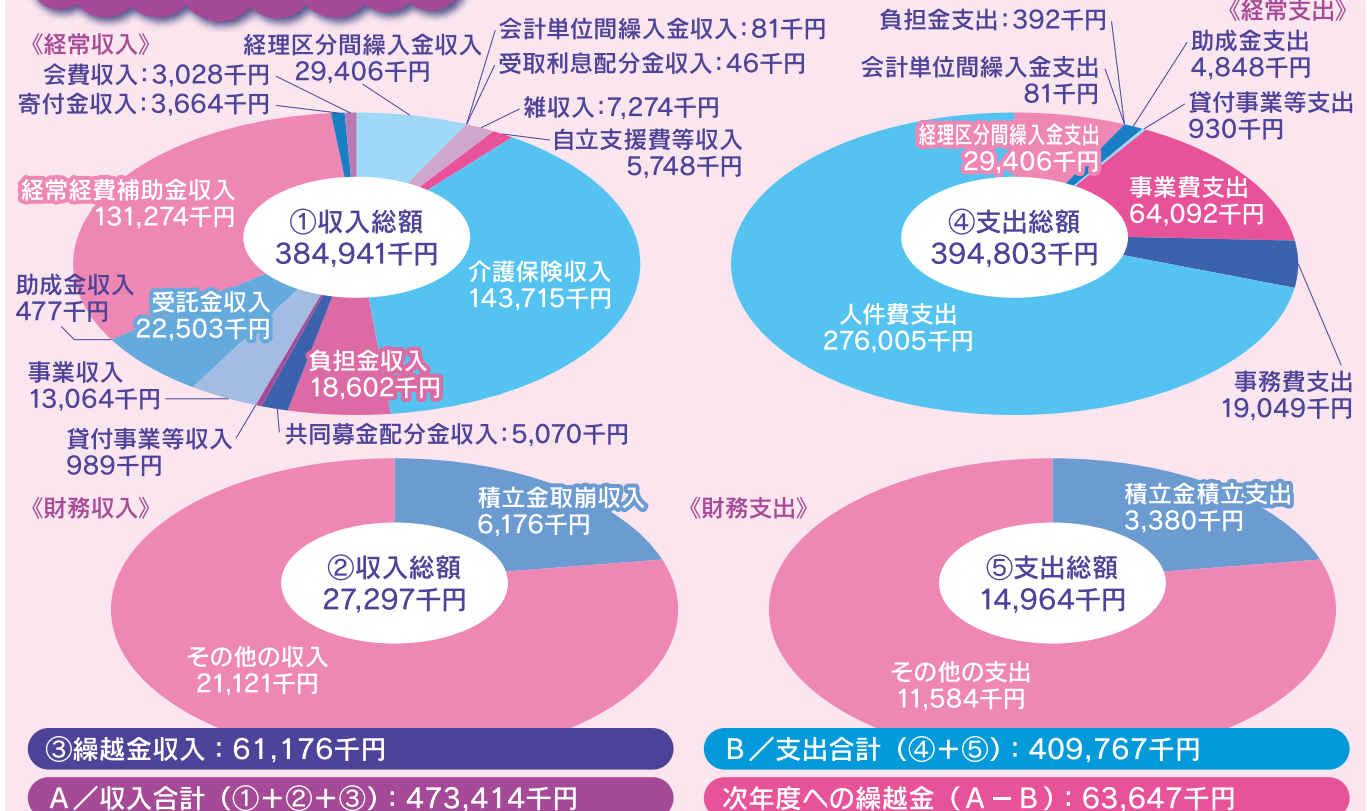 《経常収入》
会費収入：3,028千円
寄付金収入：3,664千円
経理区分間繰入金収入
29,406千円
会計単位間繰入金収入：81千円
受取利息配分金収入：46千円
雑収入：7,274千円
自立支援費等収入
5,748千円
経常経費補助金収入
131,274千円
①収入総額
384,941千円
介護保険収入
143,715千円
助成金収入
477千円
受託金収入
22,503千円
事業収入
13,064千円
負担金収入
18,602千円
貸付事業等収入
989千円
共同募金配分金収入：5,070千円
《経常支出》
負担金支出：392千円
会計単位間繰入金支出
81千円
助成金支出
4,848千円
貸付事業等支出
930千円
経理区分間繰入金支出
29,406千円
事業費支出
64,092千円
④支出総額
394,803千円
人件費支出
276,005千円
事務費支出
19,049千円
《財務収入》
積立金取崩収入
6,176千円
②収入総額
27,297千円
その他の収入
21,121千円
《財務支出》
積立金積立支出
3,380千円
⑤支出総額
14,964千円
その他の支出
11,584千円
③繰越金収入：61,176千円
A／収入合計（①＋②＋③）：473,414千円
B／支出合計（④＋⑤）：409,767千円
次年度への繰越金（A－B）：63,647千円